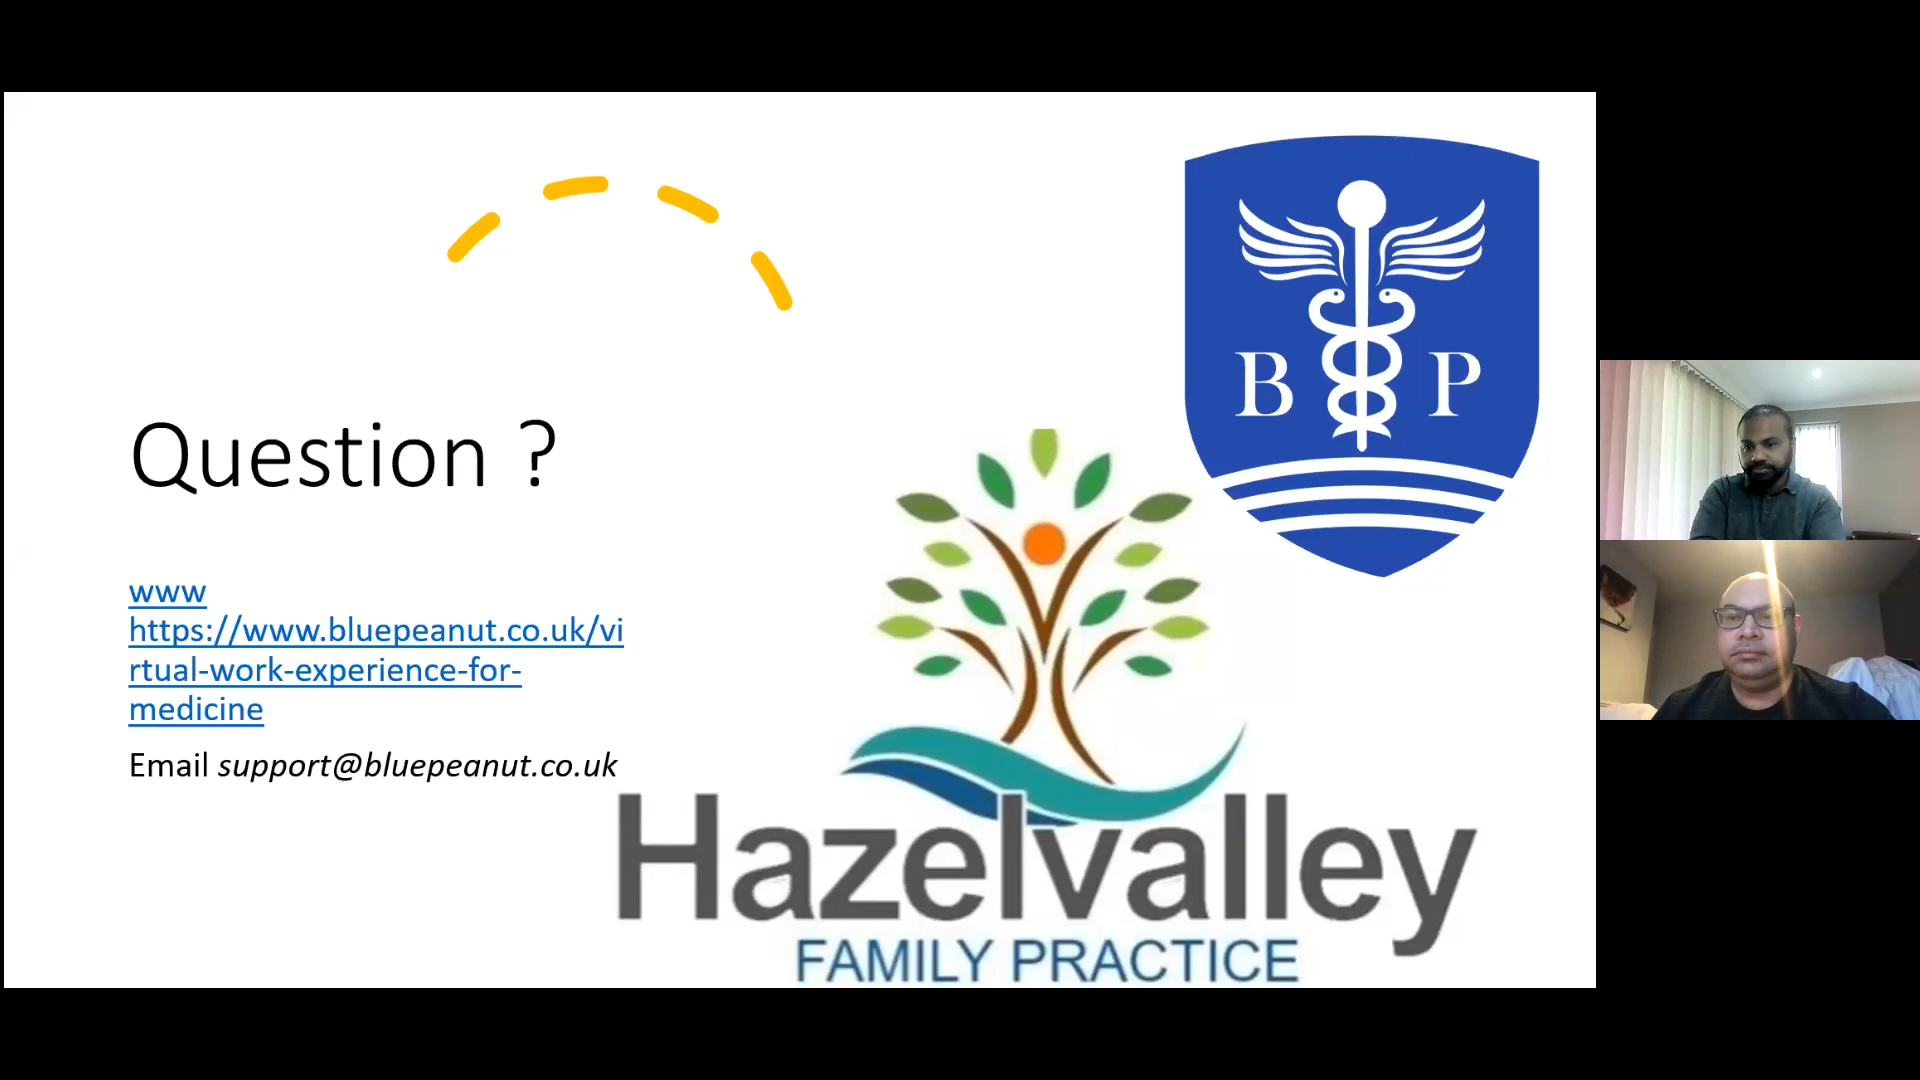 B P
Question ?
www
https://www.bluepeanut.co.uk/vi
rtual-work-experience-for-
medicine
Email support@bluepeanut.co.uk
Hazelvalley
FAMILY PRACTICE